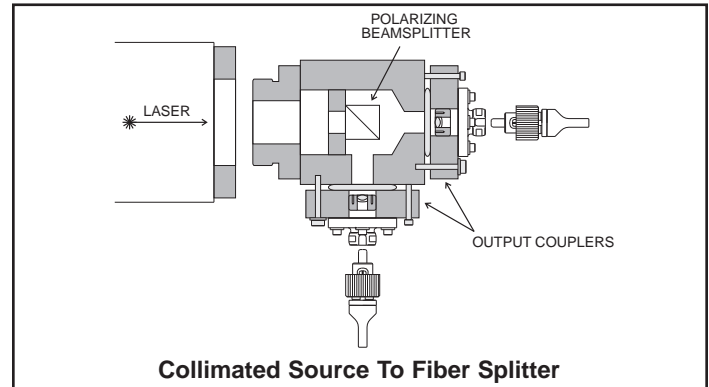 POLARIZING
BEAMSPLITTER
LASER
OUTPUT COUPLERS
Collimated Source To Fiber Splitter